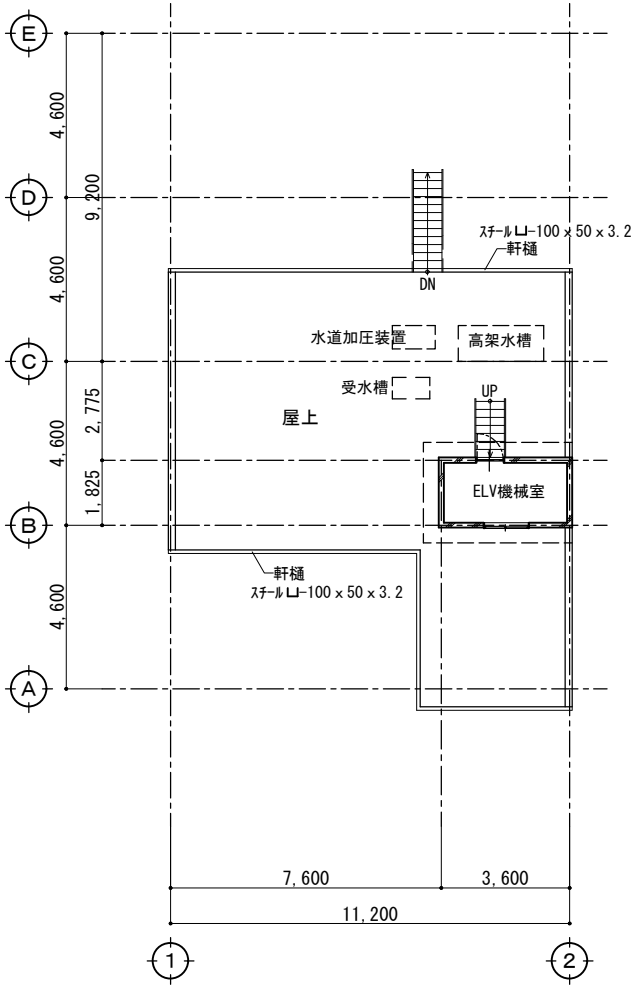 E
4,600
D
9,200
スチール⊔-100×50×3.2
軒樋
4,600
DN
水道加圧装置
高架水槽
C
受水槽
UP
2,775
屋上
4,600
ELV機械室
1,825
B
軒樋
スチール⊔-100×50×3.2
4,600
A
7,600
3,600
11,200
1
2